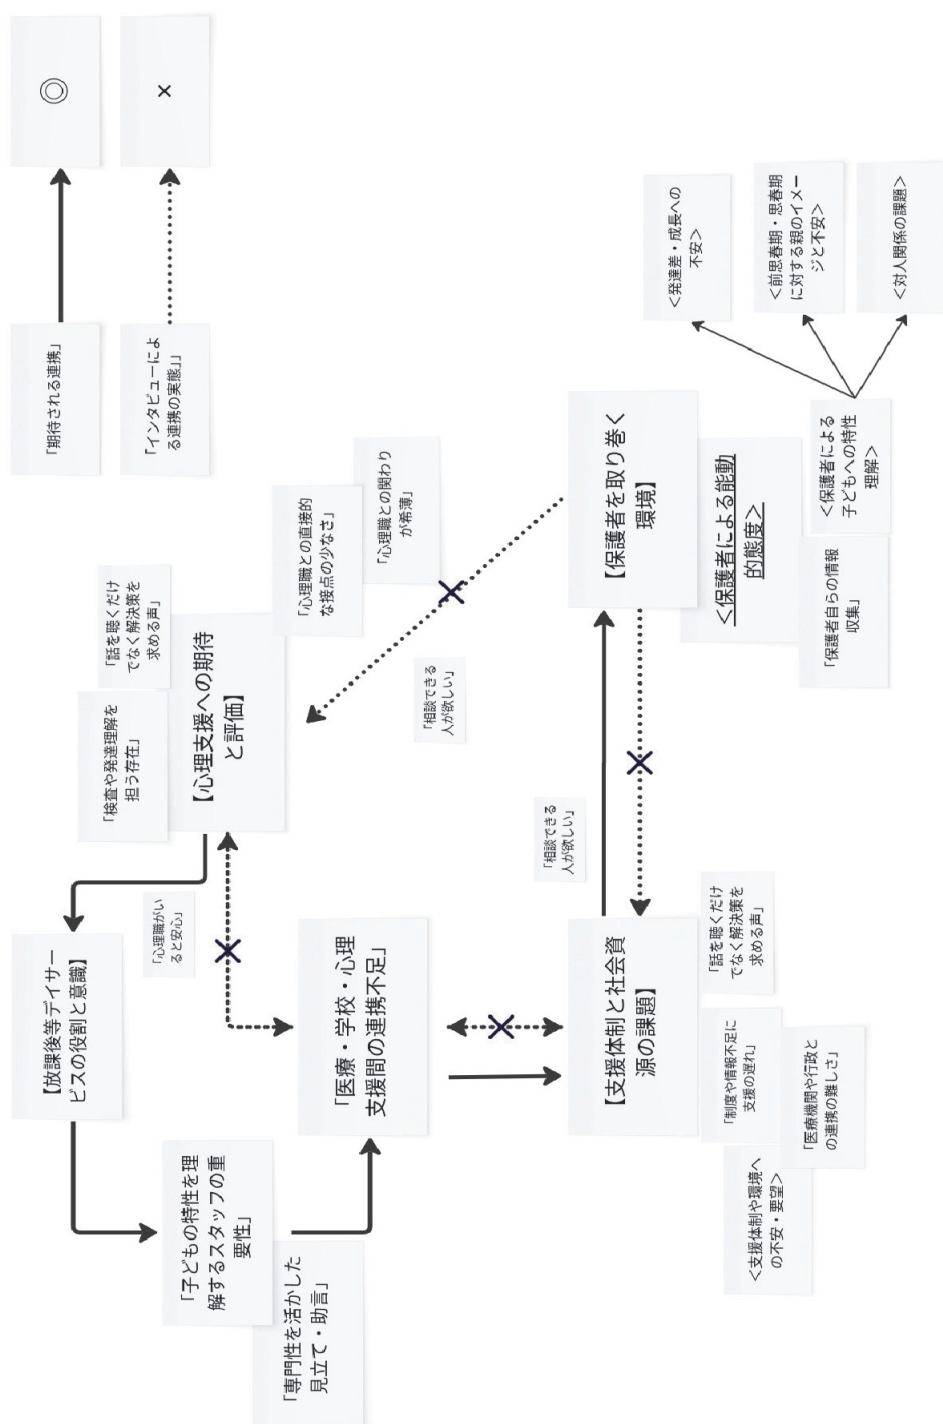 【放課後等デイサー
ビスの役割と意識】
「子どもの特性を理
解するスタッフの重
要性」
「専門性を活かした
見立て・助言」
「心理職がい
ると安心」
「検査や発達理解を
担う存在」
「話を聴くだけ
でなく解決策を
求める声」
【心理支援への期待
と評価】
「心理職との直接的
な接点の少なさ」
「心理職との関わり
が希薄」
「医療・学校・心理
支援間の連携不足」
「相談できる
人が欲しい」
「期待される連携」
◎
「インタビューによ
る連携の実態」」
×
【支援体制と社会資
源の課題】
「相談できる
人が欲しい」
【保護者を取り巻く
環境】
<保護者による能動
的態度>
「話を聴くだけ
でなく解決策を
求める声」
「制度や情報不足に
支援の遅れ」
「医療機関や行政と
の連携の難しさ」
<支援体制や環境へ
の不安・要望>
「保護者自らの情報
収集」
<保護者による
子どもへの特性
理解>
<発達差・成長への
不安>
<前思春期・思春期
に対する親のイメー
ジと不安>
<対人関係の課題>